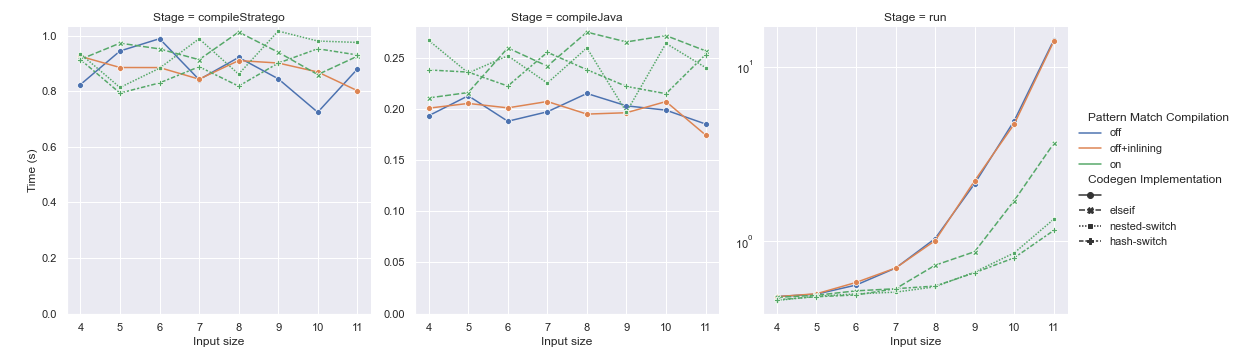 Stage = compileStratego
Stage = compileJava
Stage = run
1.0
0.8
0.6
0.4
0.2
0.0
Time (s)
4 5 6 7 8 9 10 11
Input size
0.25
0.20
0.15
0.10
0.05
0.00
4 5 6 7 8 9 10 11
Input size
10¹
10⁰
4 5 6 7 8 9 10 11
Input size
Pattern Match Compilation
off
off+inlining
on
Codegen Implementation
elseif
nested-switch
hash-switch